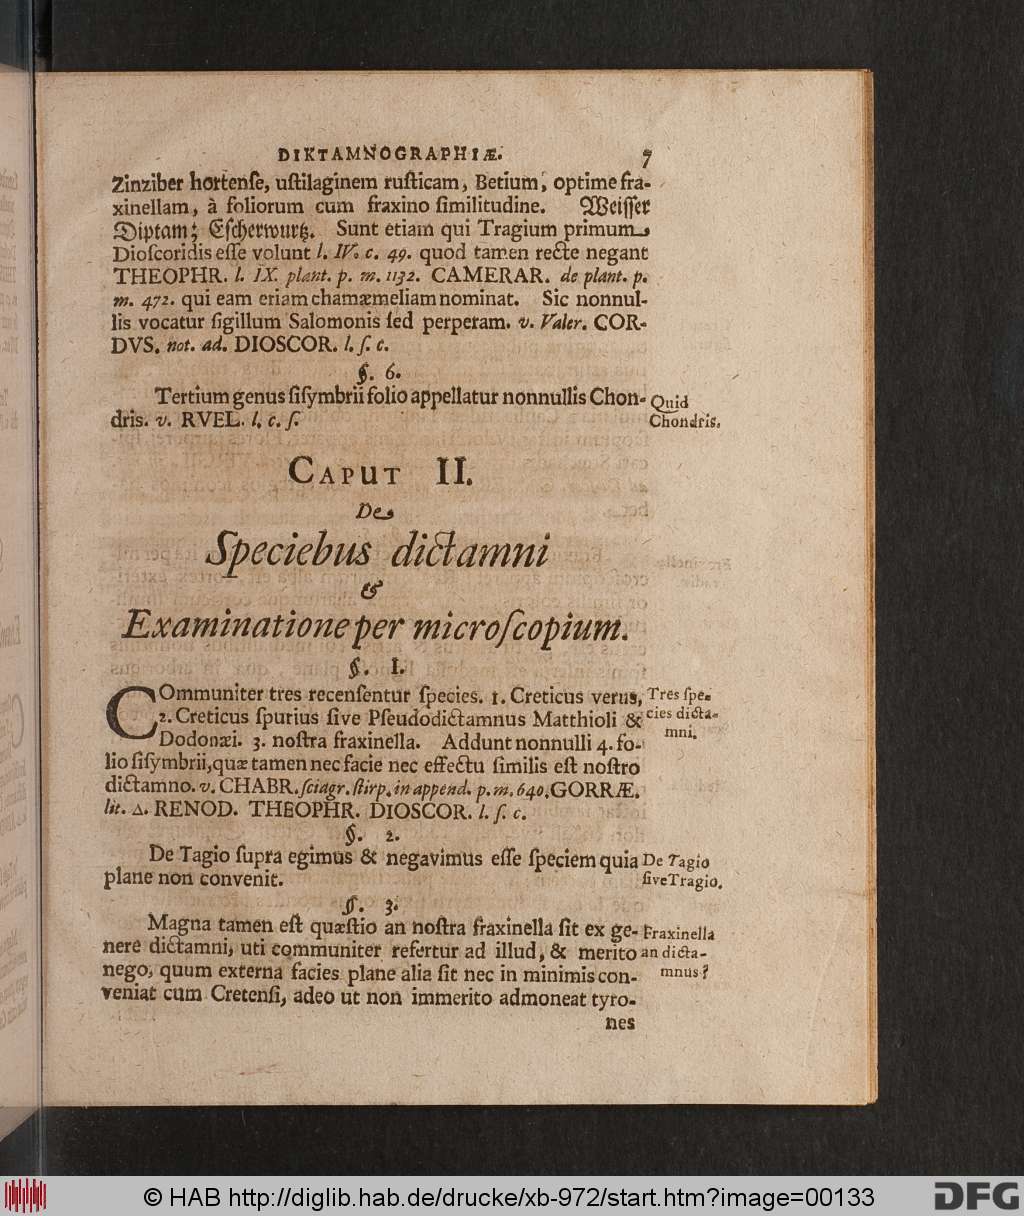 DIKTAMNOGRAPHIÆ. 7
Zinziber hortenſe, uſtilaginem ruſticam, Betium, optime fra-
xinellam, à foliorum cum fraxino ſimilitudine. Weiſſer
Diptam; Eſcherwurtz. Sunt etiam qui Tragium primum
Dioſcoridis eſſe volunt l. IV. c. 49. quod tamen recte negant
THEOPHR. l. IX. plant. p. m. 1132. CAMERAR. de plant. p.
m. 472. qui eam etiam chamæmeliam nominat. Sic nonnul-
lis vocatur ſigillum Salomonis ſed perperam. v. Valer. COR-
DVS. not. ad. DIOSCOR. l. ſ. c.
§. 6.
Tertium genus ſiſymbrii folio appellatur nonnullis Chon-
dris. v. RVEL. l. c. ſ.
Quid
Chondris.
CAPUT II.
De
Speciebus dictamni
&
Examinatione per microſcopium.
§. I.
COmmuniter tres recenſentur ſpecies. 1. Creticus verus,
2. Creticus ſpurius ſive Pſeudodictamnus Matthioli &
Dodonæi. 3. noſtra fraxinella. Addunt nonnulli 4. fo-
lio ſiſymbrii, quæ tamen nec facie nec effectu ſimilis eſt noſtro
dictamno. v. CHABR. ſciagr. ſtirp. in append. p. m. 640. GORRÆ.
lit. Δ. RENOD. THEOPHR. DIOSCOR. l. ſ. c.
Tres ſpe-
cies dicta-
mni.
§. 2.
De Tagio ſupra egimus & negavimus eſſe ſpeciem quia
plane non convenit.
De Tagio
ſive Tragio.
§. 3.
Magna tamen eſt quæſtio an noſtra fraxinella ſit ex ge-
nere dictamni, uti communiter refertur ad illud, & merito
nego, quum externa facies plane alia ſit nec in minimis con-
veniat cum Cretenſi, adeo ut non immerito admoneat tyro-
nes
Fraxinella
an dicta-
mnus?
© HAB http://diglib.hab.de/drucke/xb-972/start.htm?image=00133
DFG